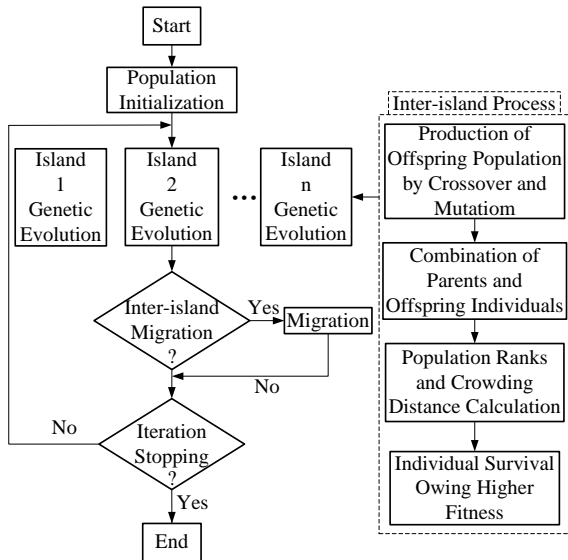 Start
Population
Initialization
Island
1
Genetic
Evolution
Island
2
Genetic
Evolution
...
Island
n
Genetic
Evolution
Inter-island
Migration
?
Yes
Migration
No
Iteration
Stopping
?
No
Yes
End
Inter-island Process
Production of
Offspring Population
by Crossover and
Mutatiom
Combination of
Parents and
Offspring Individuals
Population Ranks
and Crowding
Distance Calculation
Individual Survival
Owing Higher
Fitness